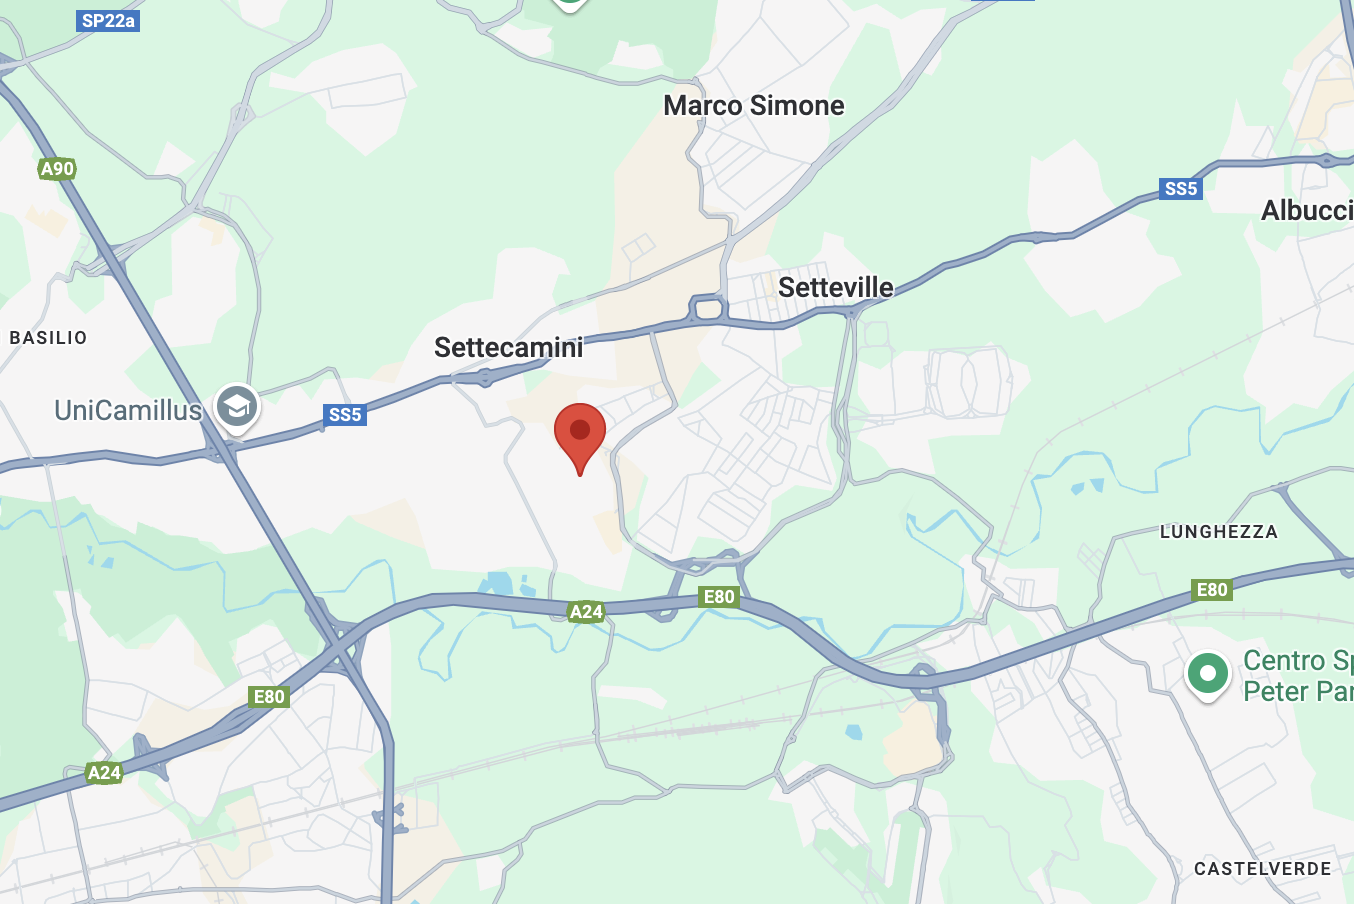 SP22a
Marco Simone
A90
SS5
Albucci
Setteville
BASILIO
Settecamini
UniCamillus
SS5
LUNGHEZZA
E80
E80
A24
Centro Sp
Peter Par
E80
A24
CASTELVERDE